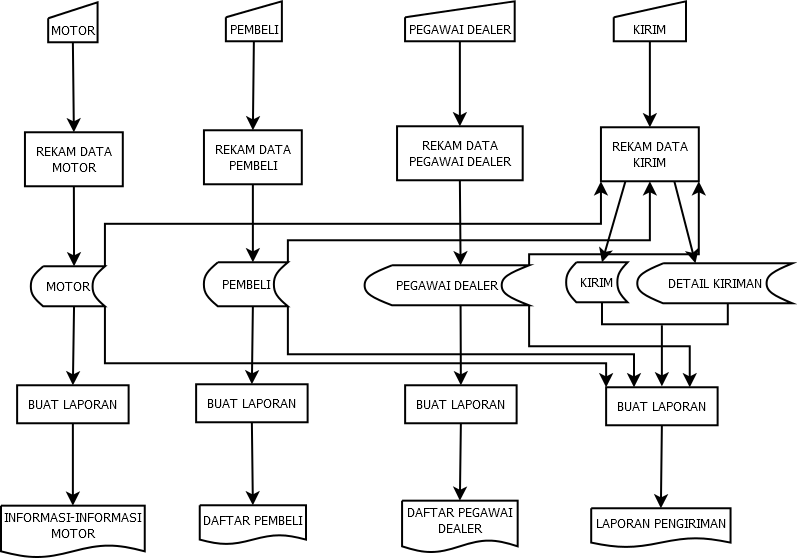 MOTOR
PEMBELI
PEGAWAI DEALER
KIRIM
REKAM DATA
MOTOR
REKAM DATA
PEMBELI
REKAM DATA
PEGAWAI DEALER
REKAM DATA
KIRIM
MOTOR
PEMBELI
PEGAWAI DEALER
KIRIM
DETAIL KIRIMAN
BUAT LAPORAN
BUAT LAPORAN
BUAT LAPORAN
BUAT LAPORAN
INFORMASI-INFORMASI
MOTOR
DAFTAR PEMBELI
DAFTAR PEGAWAI
DEALER
LAPORAN PENGIRIMAN